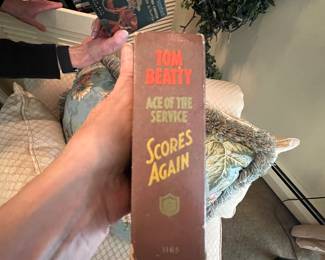 TOM
BEATTY
ACE OF THE
SERVICE
SCORES
AGAIN
1165